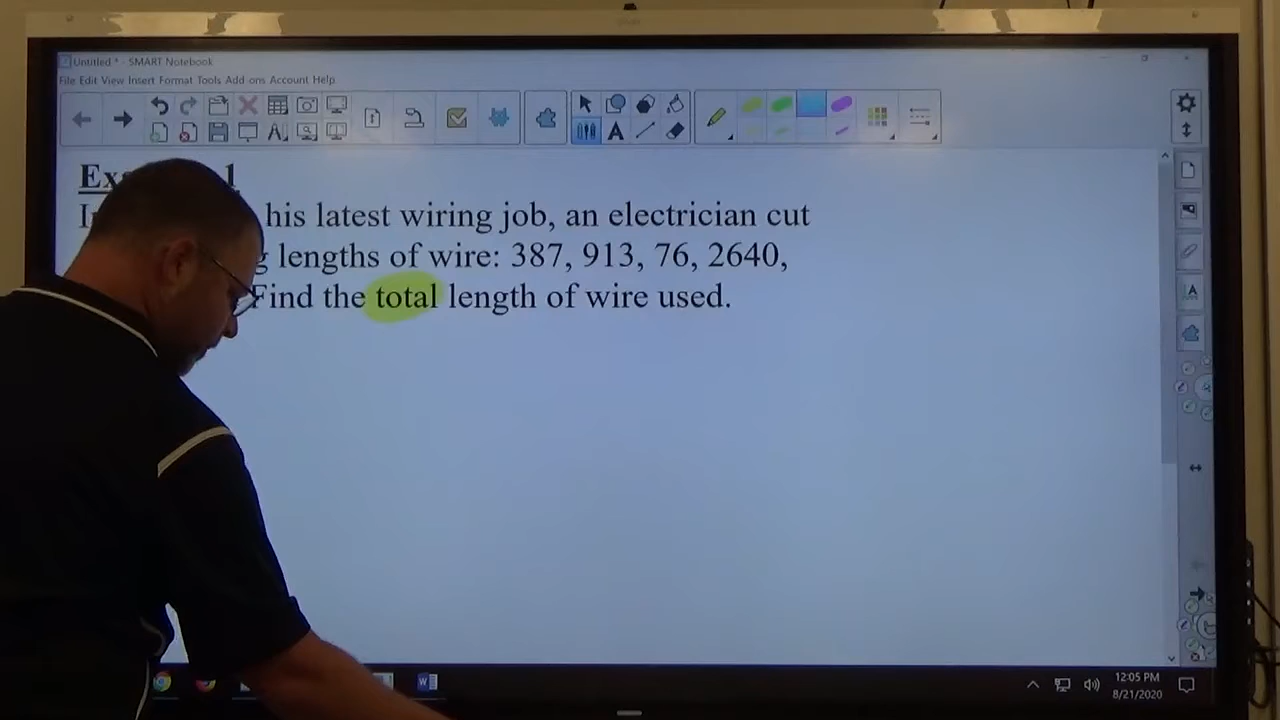 Untitled * - SMART Notebook
File Edit View Insert Format Tools Add-ons Account Help
1
his latest wiring job, an electrician cut
lengths of wire: 387, 913, 76, 2640,
Find the total length of wire used.
12:05 PM
8/21/2020